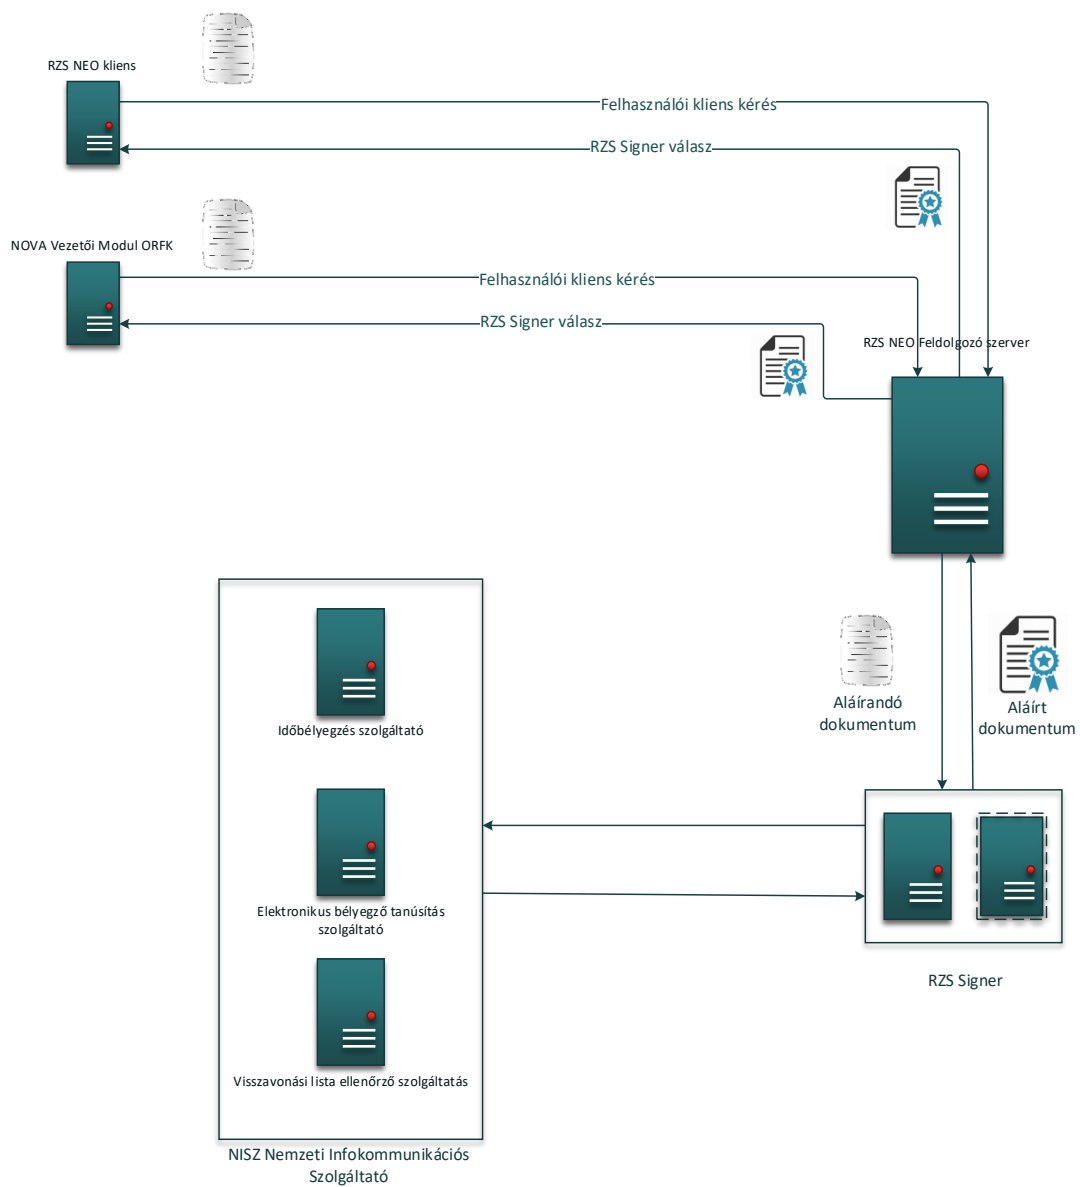 RZS NEO kliens
Felhasználói kliens kérés
RZS Signer válasz
NOVA Vezetői Modul ORFK
Felhasználói kliens kérés
RZS Signer válasz
RZS NEO Feldolgozó szerver
Aláírandó
dokumentum
Aláírt
dokumentum
Időbélyegzés szolgáltató
Elektronikus bélyegző tanúsítás
szolgáltató
RZS Signer
Visszavonási lista ellenőrző szolgáltatás
NISZ Nemzeti Infokommunikációs
Szolgáltató